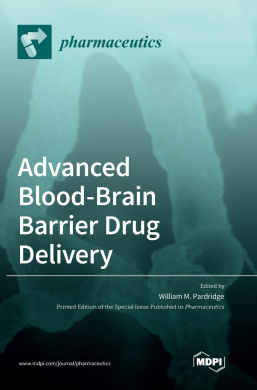 pharmaceutics
Advanced
Blood-Brain
Barrier Drug
Delivery
Edited by
William M. Pardridge
Printed Edition of the Special Issue Published in Pharmaceutics
www.mdpi.com/journal/pharmaceutics
MDPI